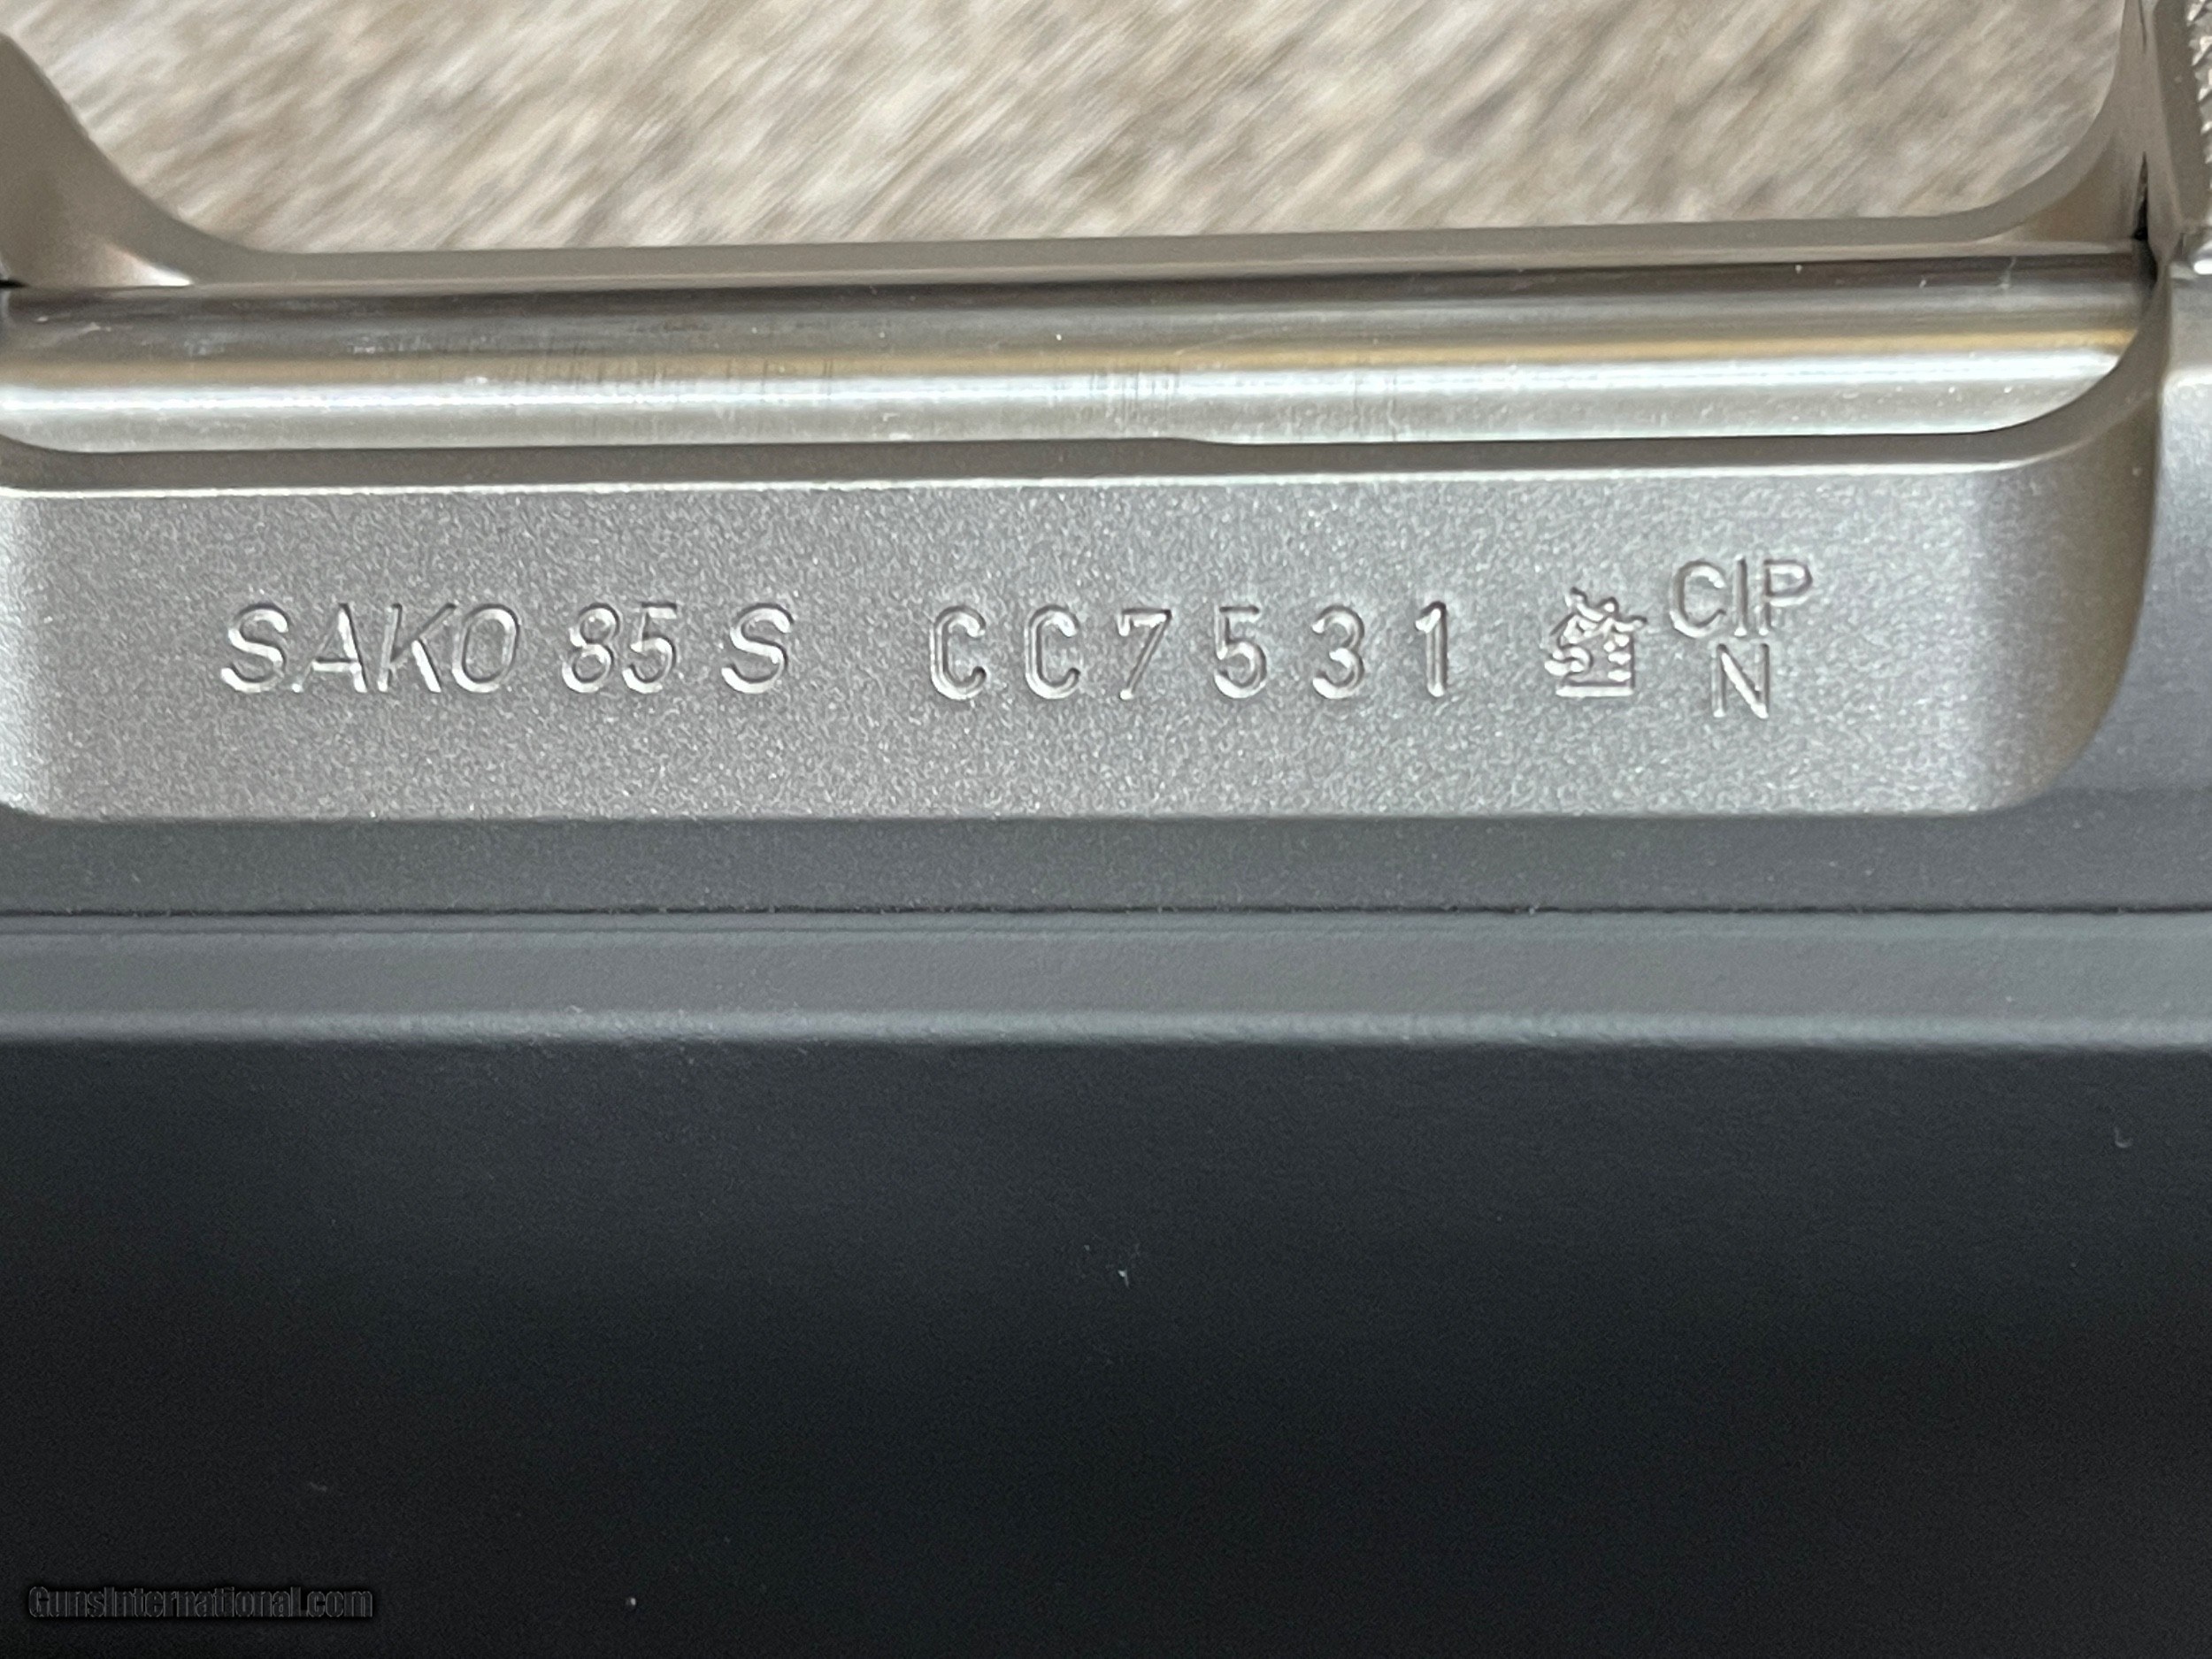 SAKO 85 S CC7531 CIP
N
GunsInternational.com